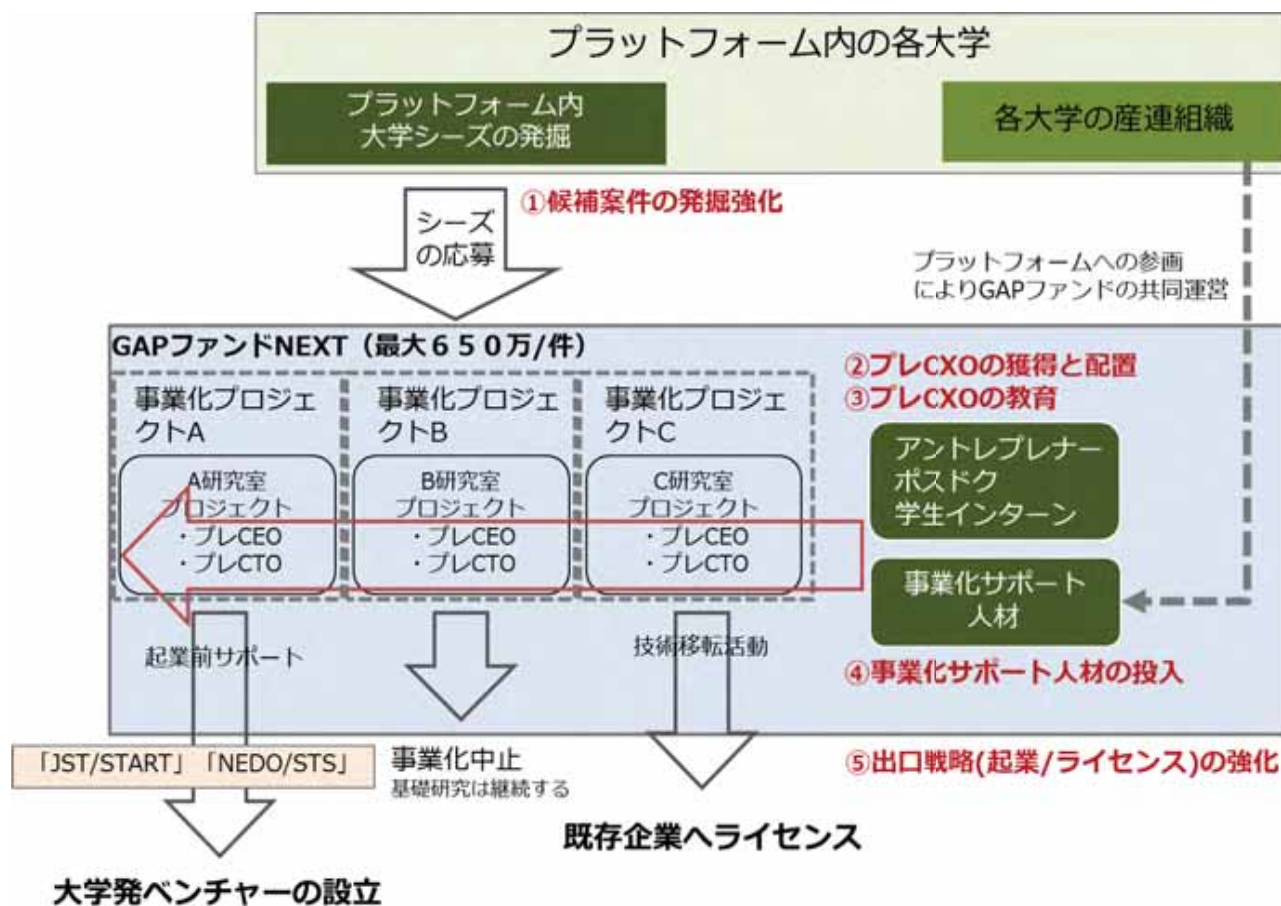 プラットフォーム内の各大学
プラットフォーム内
大学シーズの発掘
各大学の産連組織
①候補案件の発掘強化
シーズ
の応募
プラットフォームへの参画
によりGAPファンドの共同運営
GAPファンドNEXT（最大６５０万/件）
②プレCXOの獲得と配置
③プレCXOの教育
事業化プロジェ
クトA
事業化プロジェ
クトB
事業化プロジェ
クトC
A研究室
プロジェクト
・プレCEO
・プレCTO
B研究室
プロジェクト
・プレCEO
・プレCTO
C研究室
プロジェクト
・プレCEO
・プレCTO
アントレプレナー
ポスドク
学生インターン
事業化サポート
人材
起業前サポート
技術移転活動
④事業化サポート人材の投入
「JST/START」「NEDO/STS」
事業化中止
基礎研究は継続する
⑤出口戦略(起業/ライセンス)の強化
既存企業へライセンス
大学発ベンチャーの設立